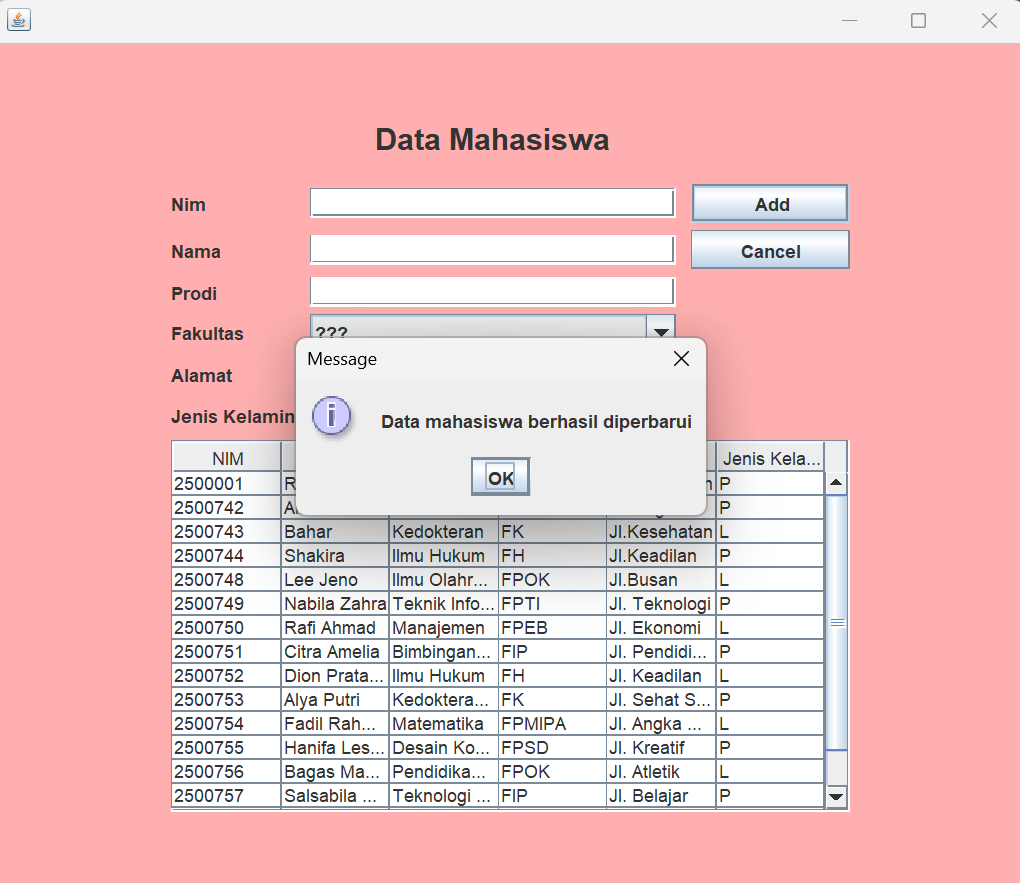 Data Mahasiswa
Nim
Add
Nama
Cancel
Prodi
Fakultas
???
Message
Alamat
Data mahasiswa berhasil diperbarui
Jenis Kelamin
OK
NIM Jenis Kela...
2500001 P
2500742 P
2500743 Bahar Kedokteran FK Jl.Kesehatan L
2500744 Shakira Ilmu Hukum FH Jl.Keadilan P
2500748 Lee Jeno Ilmu Olahr... FPOK Jl.Busan L
2500749 Nabila Zahra Teknik Info... FPTI Jl. Teknologi P
2500750 Rafi Ahmad Manajemen FPEB Jl. Ekonomi L
2500751 Citra Amelia Bimbingan... FIP Jl. Pendidi... P
2500752 Dion Prata... Ilmu Hukum FH Jl. Keadilan L
2500753 Alya Putri Kedoktera... FK Jl. Sehat S... P
2500754 Fadil Rah... Matematika FPMIPA Jl. Angka ... L
2500755 Hanifa Les... Desain Ko... FPSD Jl. Kreatif P
2500756 Bagas Ma... Pendidika... FPOK Jl. Atletik L
2500757 Salsabila ... Teknologi ... FIP Jl. Belajar P